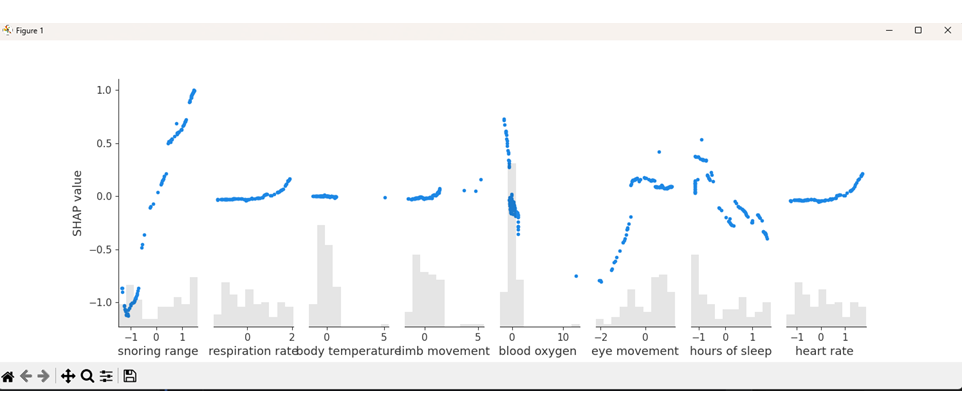 Figure 1
1.0
0.5
0.0
−0.5
−1.0
SHAP value
−1 0 1 0 2 0 5 0 5 0 10 −2 0 −1 0 1 −1 0 1
snoring range respiration rate body temperature limb movement blood oxygen eye movement hours of sleep heart rate